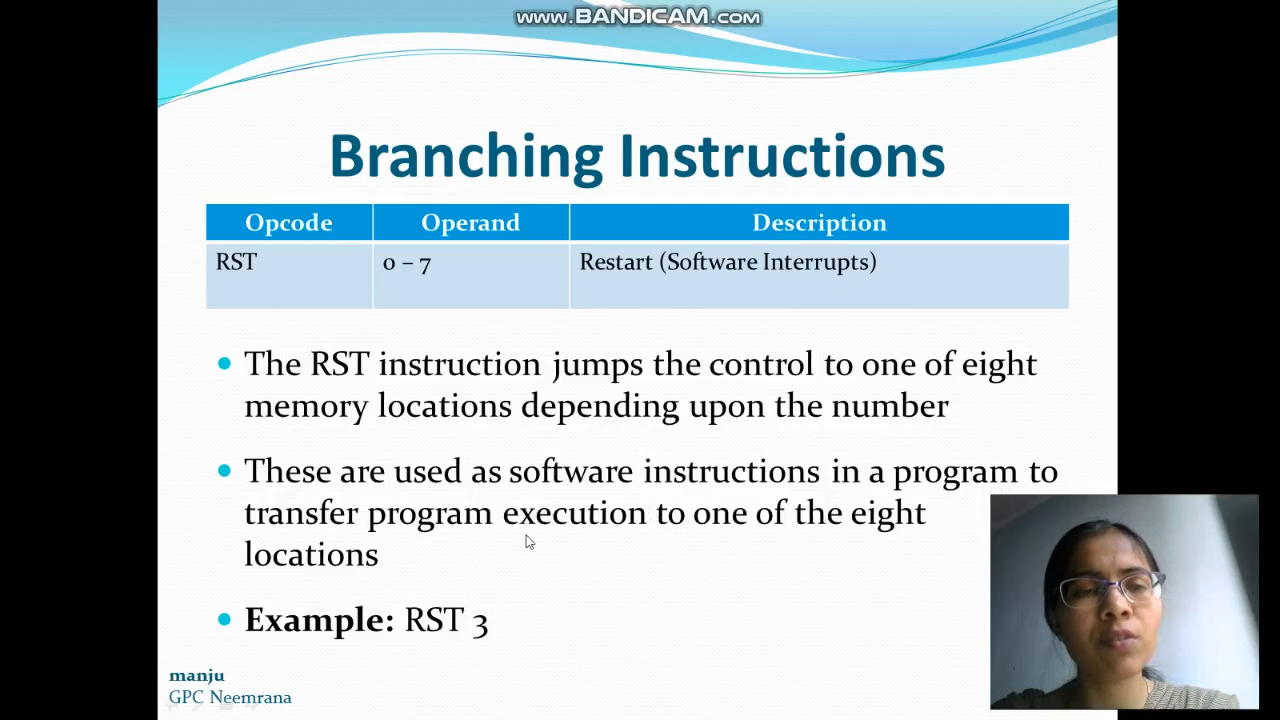 www.BANDICAM.com
Branching Instructions
Opcode Operand Description
RST 0 – 7 Restart (Software Interrupts)
• The RST instruction jumps the control to one of eight
memory locations depending upon the number
• These are used as software instructions in a program to
transfer program execution to one of the eight
locations
• Example: RST 3
manju
GPC Neemrana